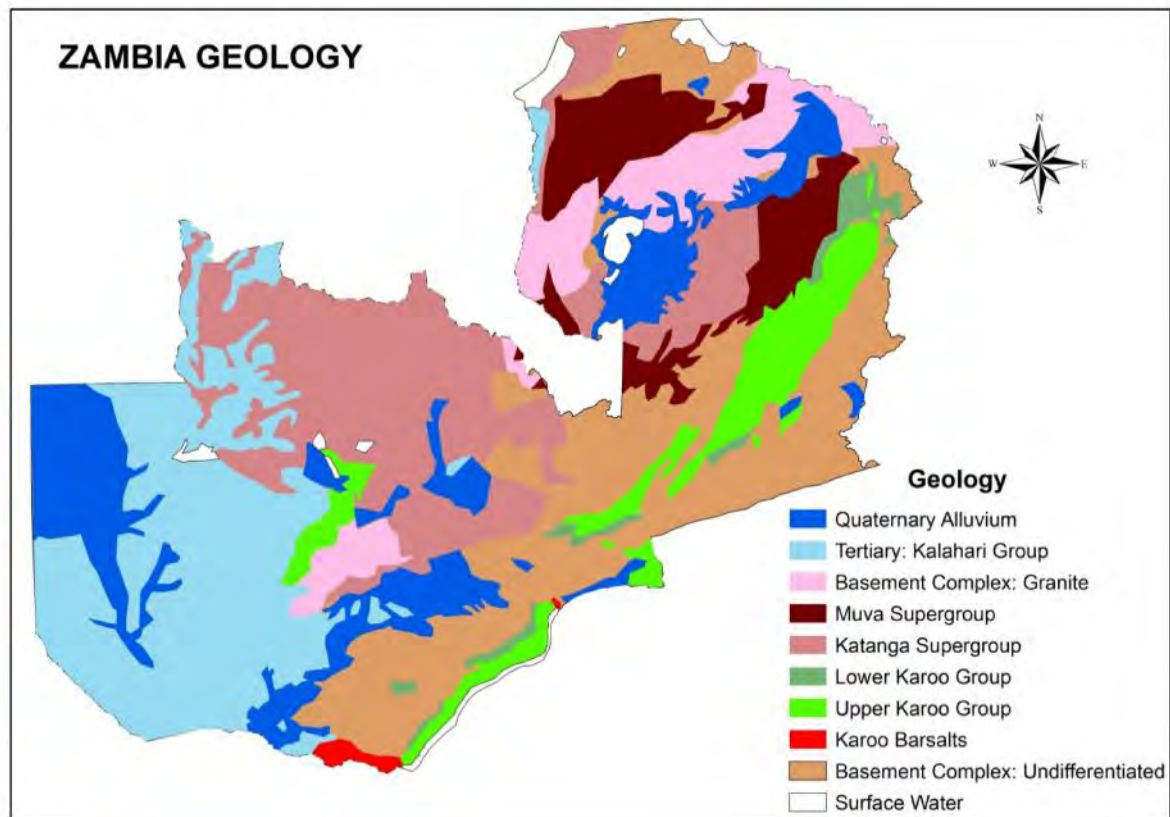 ZAMBIA GEOLOGY
N
W E
S
Geology
Quaternary Alluvium
Tertiary: Kalahari Group
Basement Complex: Granite
Muva Supergroup
Katanga Supergroup
Lower Karoo Group
Upper Karoo Group
Karoo Barsalts
Basement Complex: Undifferentiated
Surface Water